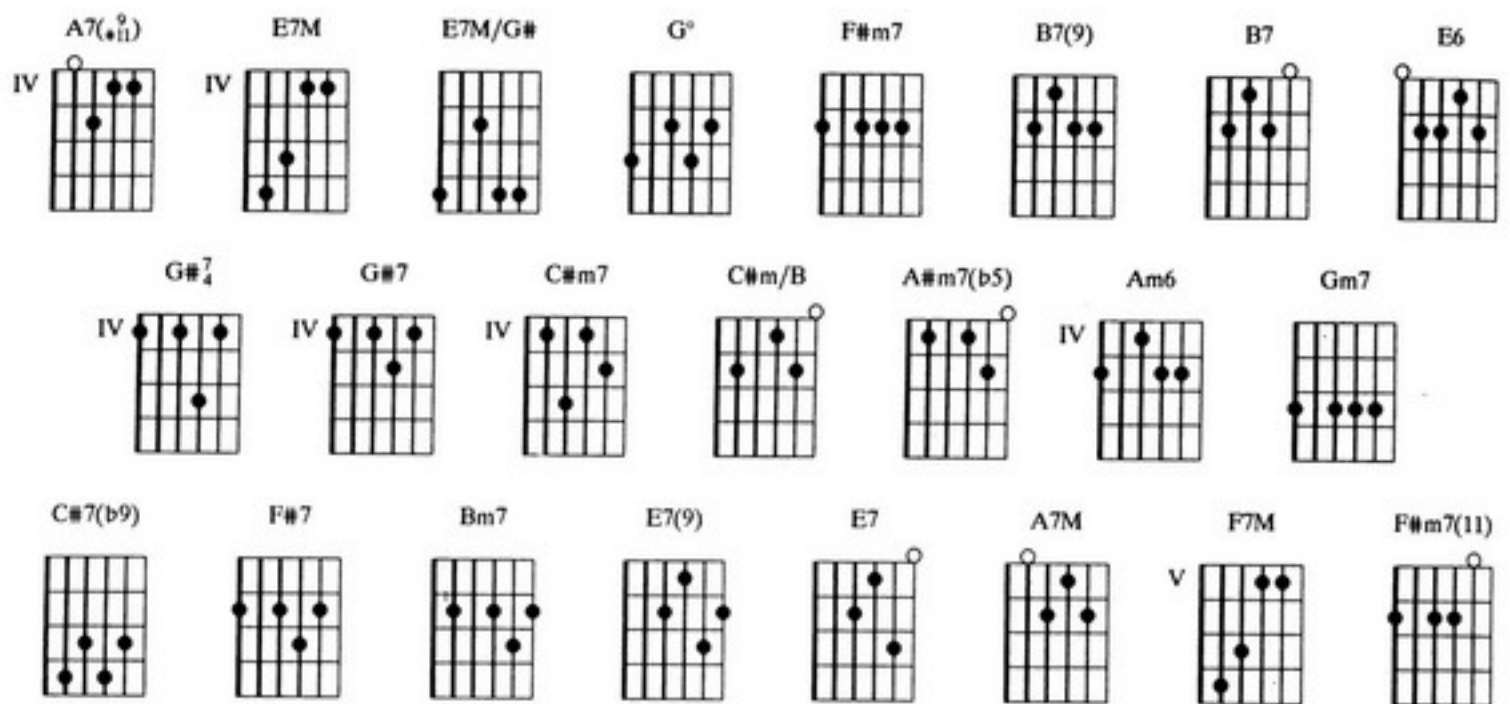 A7(9 #11) E7M E7M/G# G° F#m7 B7(9) B7 E6
IV IV
G#7 4 G#7 C#m7 C#m/B A#m7(b5) Am6 Gm7
IV IV IV IV
C#7(b9) F#7 Bm7 E7(9) E7 A7M F7M F#m7(11)
V